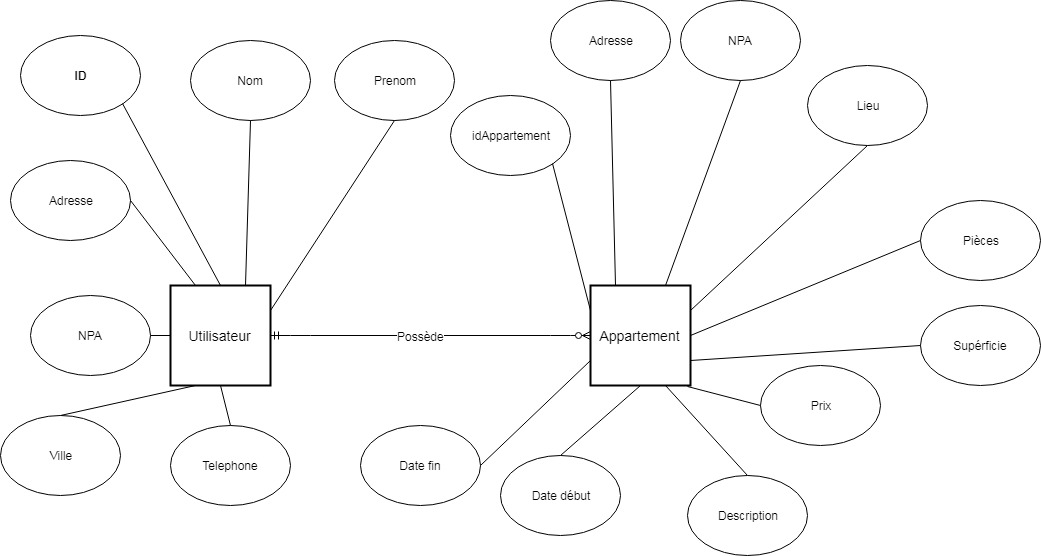 Adresse
NPA
ID
Nom
Prenom
Lieu
idAppartement
Adresse
Pièces
NPA
Utilisateur
Possède
Appartement
Supérficie
Prix
Ville
Telephone
Date fin
Date début
Description